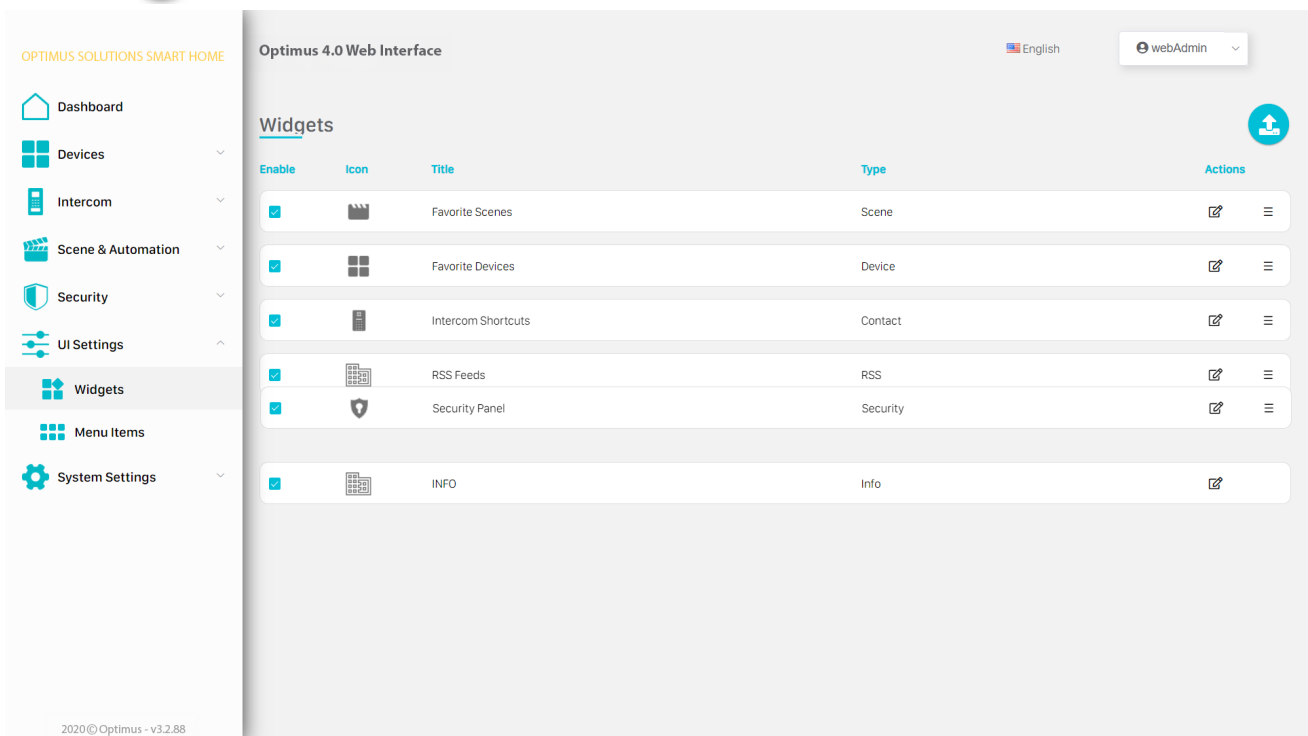 OPTIMUS SOLUTIONS SMART HOME
Dashboard
Devices
Intercom
Scene & Automation
Security
UI Settings
Widgets
Menu Items
System Settings
2020 © Optimus - v3.2.88
Optimus 4.0 Web Interface
English
webAdmin
Widgets
Enable Icon Title Type Actions
Favorite Scenes Scene
Favorite Devices Device
Intercom Shortcuts Contact
RSS Feeds RSS
Security Panel Security
INFO Info